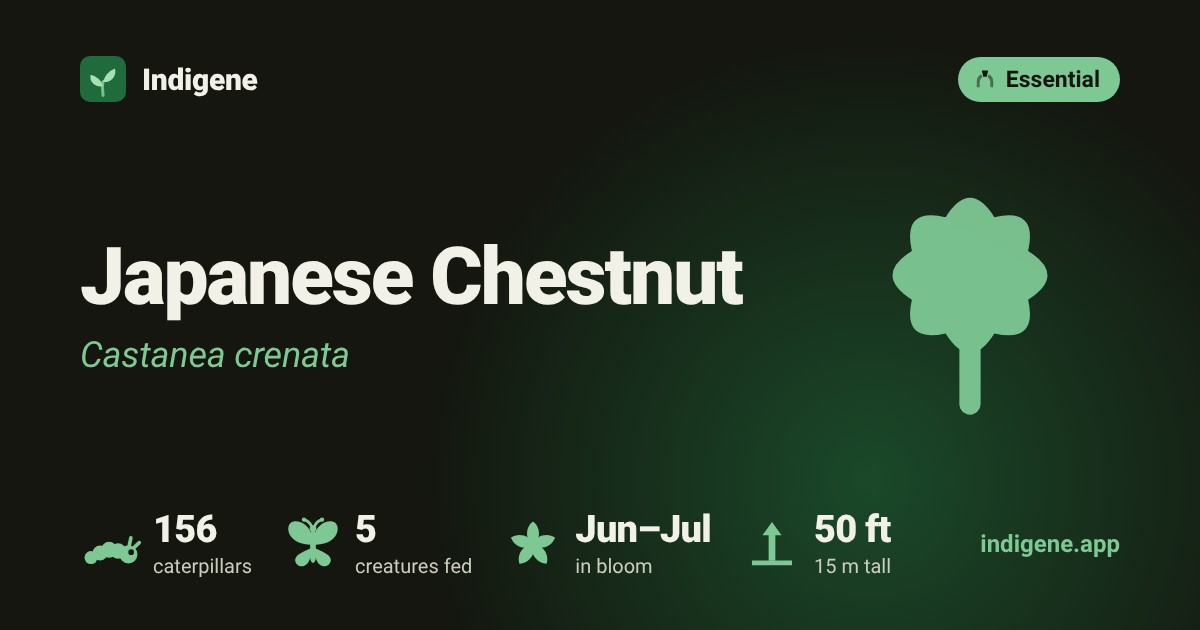 Indigene
Essential
Japanese Chestnut
Castanea crenata
156
caterpillars
5
creatures fed
Jun–Jul
in bloom
50 ft
15 m tall
indigene.app